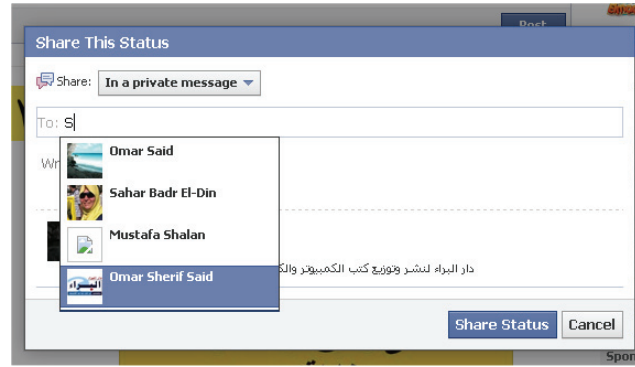 Post
Share This Status
Share: In a private message
To: S
Wr
Omar Said
Sahar Badr El-Din
Mustafa Shalan
Omar Sherif Said
دار البراء لنشر وتوزيع كتب الكمبيوتر والك
Share Status Cancel
Spon